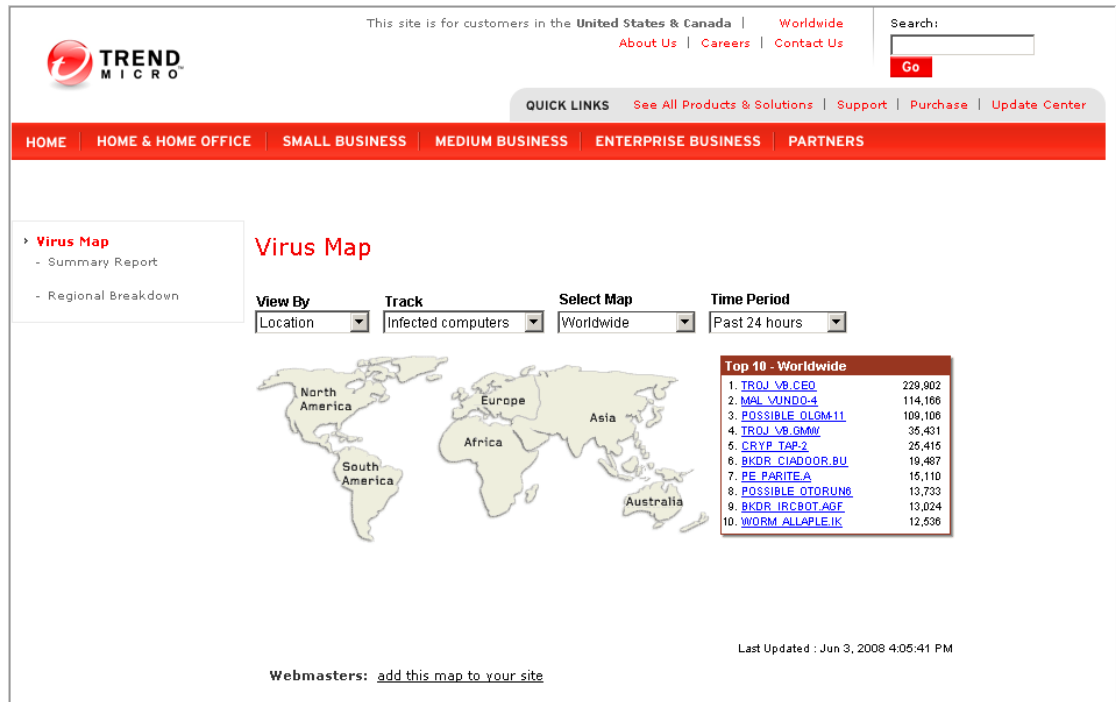 This site is for customers in the United States & Canada | Worldwide
About Us | Careers | Contact Us
Search:
Go
TREND
MICRO™
QUICK LINKS See All Products & Solutions | Support | Purchase | Update Center
HOME HOME & HOME OFFICE SMALL BUSINESS MEDIUM BUSINESS ENTERPRISE BUSINESS PARTNERS
› Virus Map
- Summary Report
- Regional Breakdown
Virus Map
View By Track Select Map Time Period
Location Infected computers Worldwide Past 24 hours
North
America
Europe
Asia
Africa
South
America
Australia
Top 10 - Worldwide
1. TROJ_VB.CEO 229,902
2. MAL_VUNDO-4 114,166
3. POSSIBLE_OLGM-11 109,106
4. TROJ_VB.GMW 35,431
5. CRYP_TAP-2 25,415
6. BKDR_CIADOOR.BU 19,487
7. PE_PARITE.A 15,110
8. POSSIBLE_OTORUN6 13,733
9. BKDR_IRCBOT.AGF 13,024
10. WORM_ALLAPLE.IK 12,536
Last Updated : Jun 3, 2008 4:05:41 PM
Webmasters: add this map to your site